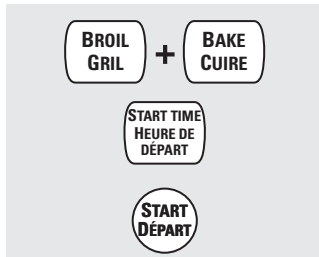 BROIL + BAKE
GRIL CUIRE
START TIME
HEURE DE
DÉPART
START
DÉPART